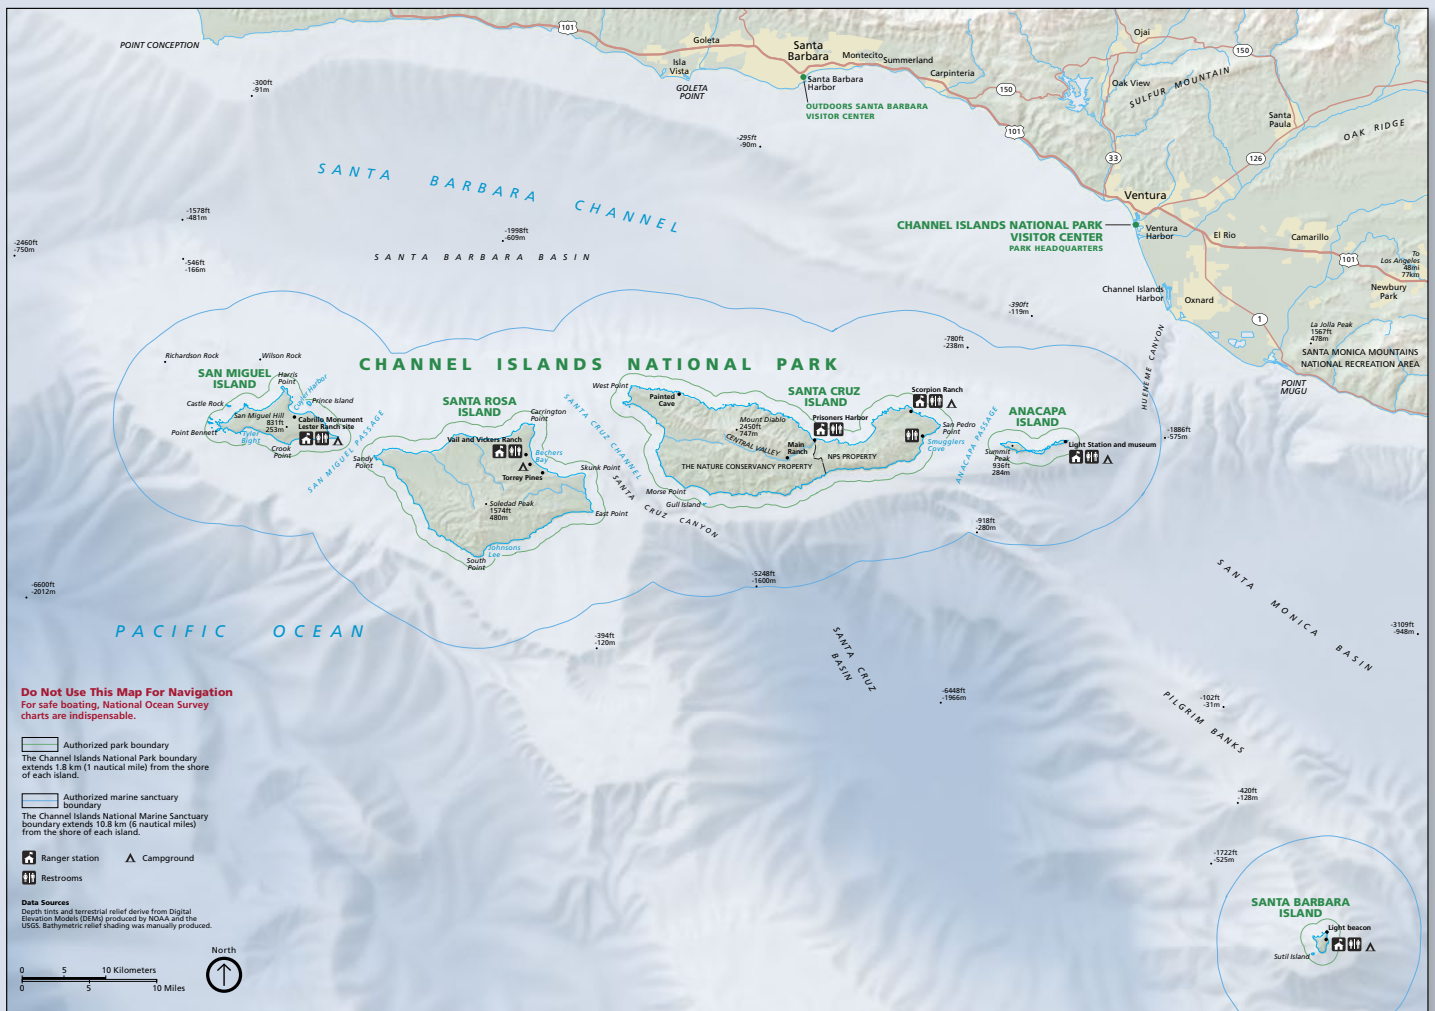 POINT CONCEPTION
101
Goleta
Santa
Barbara
Montecito
Summerland
Carpinteria
Isla
Vista
GOLETA
POINT
Santa Barbara
Harbor
OUTDOORS SANTA BARBARA
VISITOR CENTER
Ojai
150
Oak View
SULFUR MOUNTAIN
150
101
Santa
Paula
OAK RIDGE
33
126
-300ft
-91m
-295ft
-90m
SANTA BARBARA CHANNEL
-1578ft
-481m
-2460ft
-750m
-546ft
-166m
-1998ft
-609m
SANTA BARBARA BASIN
Ventura
CHANNEL ISLANDS NATIONAL PARK
VISITOR CENTER
PARK HEADQUARTERS
Ventura
Harbor
El Rio
Camarillo
101
To
Los Angeles
48mi
77km
Newbury
Park
Channel Islands
Harbor
Oxnard
1
La Jolla Peak
1567ft
478m
SANTA MONICA MOUNTAINS
NATIONAL RECREATION AREA
POINT
MUGU
HUENEME CANYON
-390ft
-119m
-780ft
-238m
CHANNEL ISLANDS NATIONAL PARK
Richardson Rock
Wilson Rock
SAN MIGUEL
ISLAND
Harris
Point
Cuyler Harbor
Prince Island
Castle Rock
San Miguel Hill
831ft
253m
Cabrillo Monument
Lester Ranch site
Point Bennett
Tyler
Bight
Crook
Point
SAN MIGUEL PASSAGE
SANTA ROSA
ISLAND
Carrington
Point
Vail and Vickers Ranch
Bechers
Bay
Sandy
Point
Torrey Pines
Skunk Point
Soledad Peak
1574ft
480m
East Point
Johnsons
Lee
South
Point
SANTA CRUZ CHANNEL
SANTA CRUZ CANYON
West Point
Painted
Cave
SANTA CRUZ
ISLAND
Mount Diablo
2450ft
747m
Prisoners Harbor
Scorpion Ranch
CENTRAL VALLEY
Main
Ranch
San Pedro
Point
Smugglers
Cove
NPS PROPERTY
THE NATURE CONSERVANCY PROPERTY
Morse Point
Gull Island
ANACAPA PASSAGE
ANACAPA
ISLAND
Light Station and museum
Summit
Peak
936ft
284m
-1886ft
-575m
-918ft
-280m
-5248ft
-1600m
-6600ft
-2012m
PACIFIC OCEAN
-394ft
-120m
SANTA CRUZ
BASIN
-6448ft
-1966m
SANTA MONICA BASIN
-3109ft
-948m
-102ft
-31m
PILGRIM BANKS
-420ft
-128m
-1722ft
-525m
SANTA BARBARA
ISLAND
Light beacon
Sutil Island
Do Not Use This Map For Navigation
For safe boating, National Ocean Survey
charts are indispensable.
Authorized park boundary
The Channel Islands National Park boundary
extends 1.8 km (1 nautical mile) from the shore
of each island.
Authorized marine sanctuary
boundary
The Channel Islands National Marine Sanctuary
boundary extends 10.8 km (6 nautical miles)
from the shore of each island.
Ranger station
Campground
Restrooms
Data Sources
Depth tints and terrestrial relief derive from Digital
Elevation Models (DEMs) produced by NOAA and the
USGS. Bathymetric relief shading was manually produced.
North
0 5 10 Kilometers
0 5 10 Miles